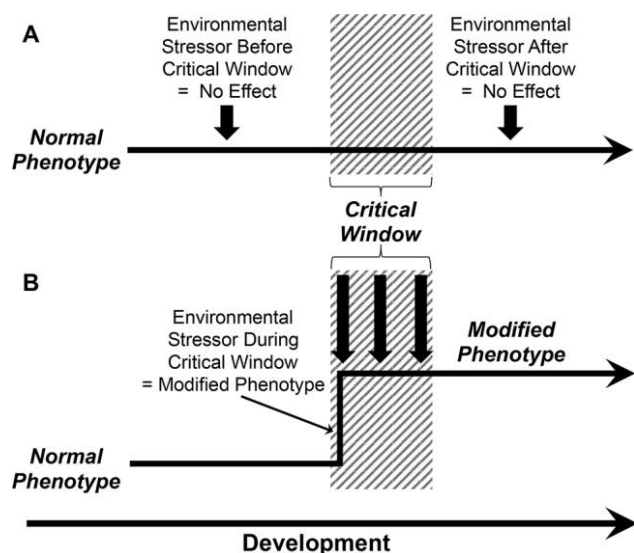 A
Environmental
Stressor Before
Critical Window
= No Effect
Environmental
Stressor After
Critical Window
= No Effect
Normal
Phenotype
Critical
Window
B
Environmental
Stressor During
Critical Window
= Modified Phenotype
Modified
Phenotype
Normal
Phenotype
Development